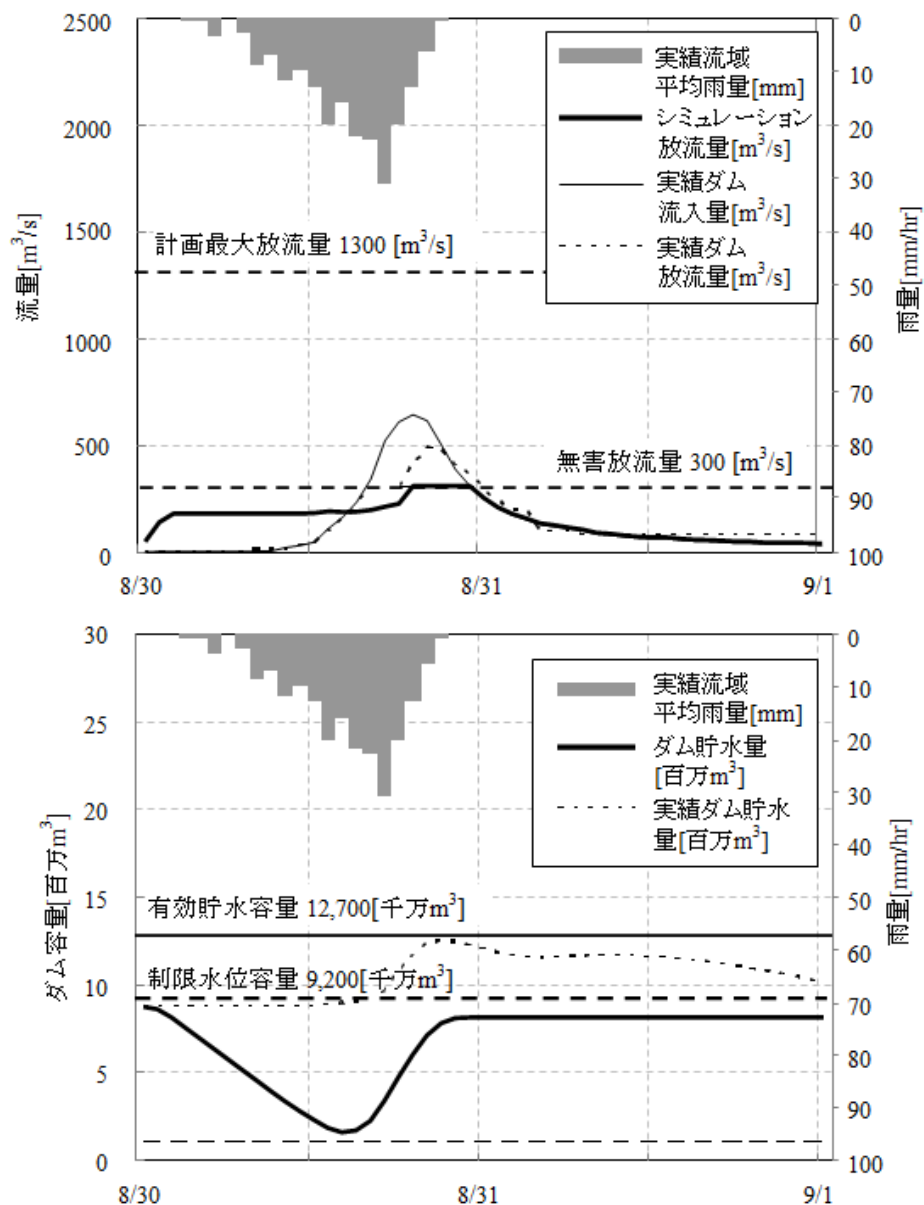 2500
2000
1500
1000
500
0
流量[m³/s]
0
10
20
30
40
50
60
70
80
90
100
雨量[mm/hr]
実績流域
平均雨量[mm]
シミュレーション
放流量[m³/s]
実績ダム
流入量[m³/s]
実績ダム
放流量[m³/s]
計画最大放流量 1300 [m³/s]
無害放流量 300 [m³/s]
8/30
8/31
9/1
30
25
20
15
10
5
0
ダム容量[百万m³]
0
10
20
30
40
50
60
70
80
90
100
雨量[mm/hr]
実績流域
平均雨量[mm]
ダム貯水量
[百万m³]
実績ダム貯水
量[百万m³]
有効貯水容量 12,700[千万m³]
制限水位容量 9,200[千万m³]
8/30
8/31
9/1